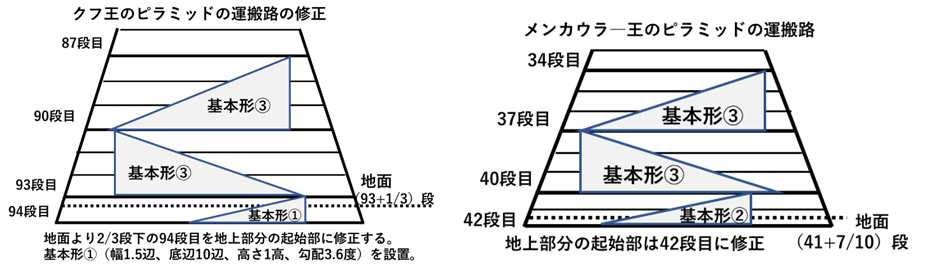 クフ王のピラミッドの運搬路の修正
87段目
基本形③
90段目
基本形③
93段目
地面
(93+1/3）段
94段目
基本形①
地面より2/3段下の94段目を地上部分の起始部に修正する。
基本形①（幅1.5辺、底辺10辺、高さ1高、勾配3.6度）を設置。
メンカウラ―王のピラミッドの運搬路
34段目
基本形③
37段目
基本形③
40段目
基本形②
42段目
地面
地上部分の起始部は42段目に修正
（41+7/10）段